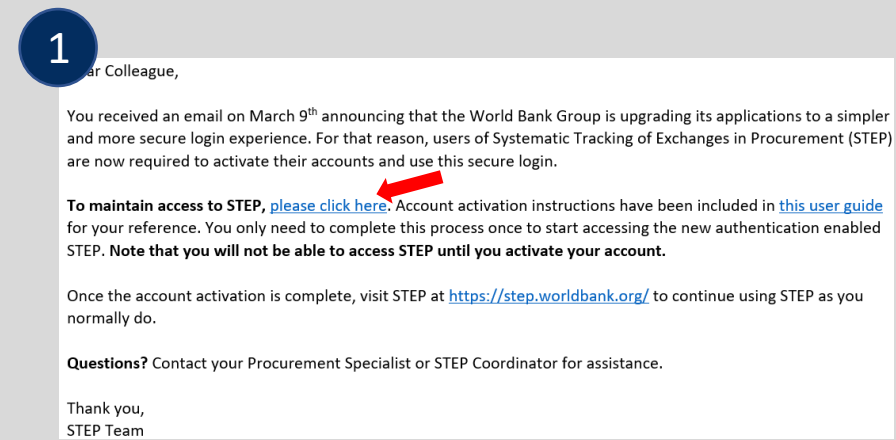 1
ar Colleague,
You received an email on March 9th announcing that the World Bank Group is upgrading its applications to a simpler
and more secure login experience. For that reason, users of Systematic Tracking of Exchanges in Procurement (STEP)
are now required to activate their accounts and use this secure login.
To maintain access to STEP, please click here. Account activation instructions have been included in this user guide
for your reference. You only need to complete this process once to start accessing the new authentication enabled
STEP. Note that you will not be able to access STEP until you activate your account.
Once the account activation is complete, visit STEP at https://step.worldbank.org/ to continue using STEP as you
normally do.
Questions? Contact your Procurement Specialist or STEP Coordinator for assistance.
Thank you,
STEP Team